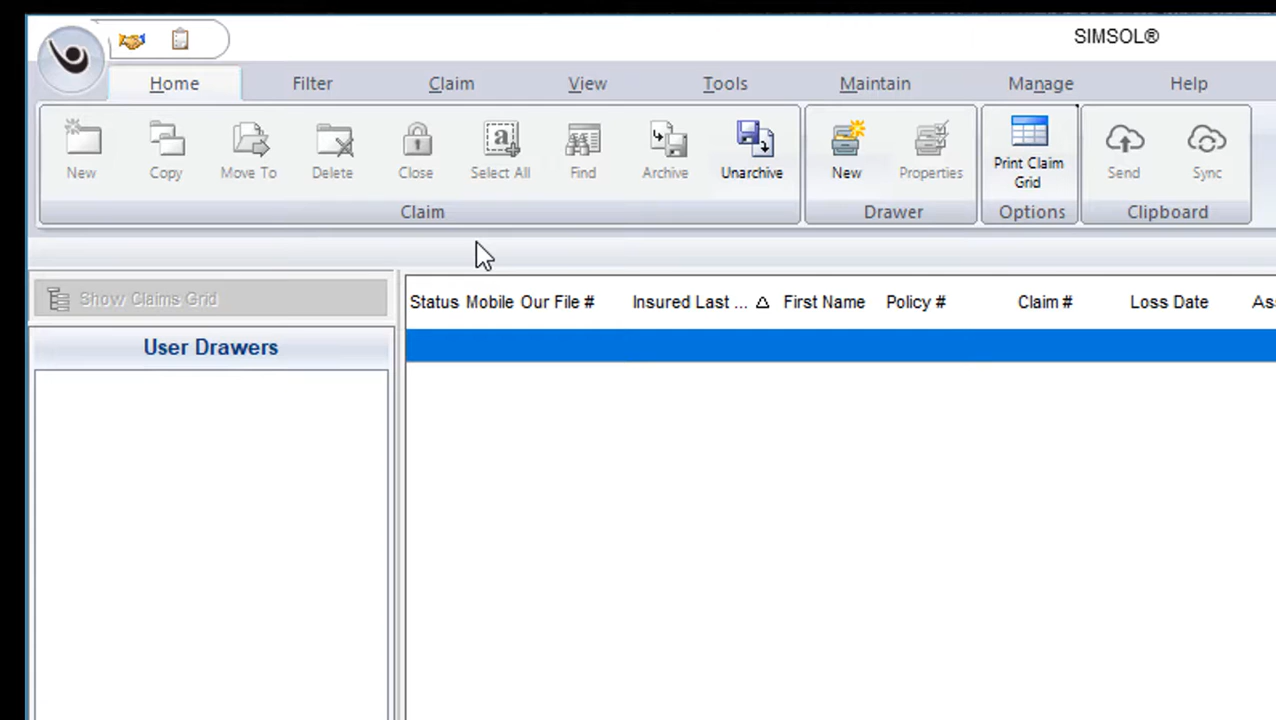 SIMSOL®
Home Filter Claim View Tools Maintain Manage Help
New Copy Move To Delete Close Select All Find Archive Unarchive New Properties Print Claim Grid Send Sync
Claim Drawer Options Clipboard
Show Claims Grid
Status Mobile Our File # Insured Last ... First Name Policy # Claim # Loss Date
User Drawers